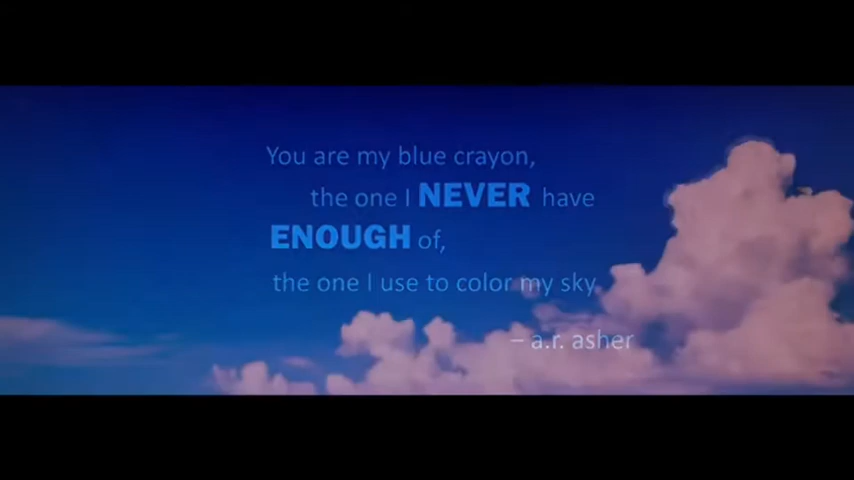 You are my blue crayon,
the one I NEVER have
ENOUGH of,
the one I use to color my sky
– a.r. asher